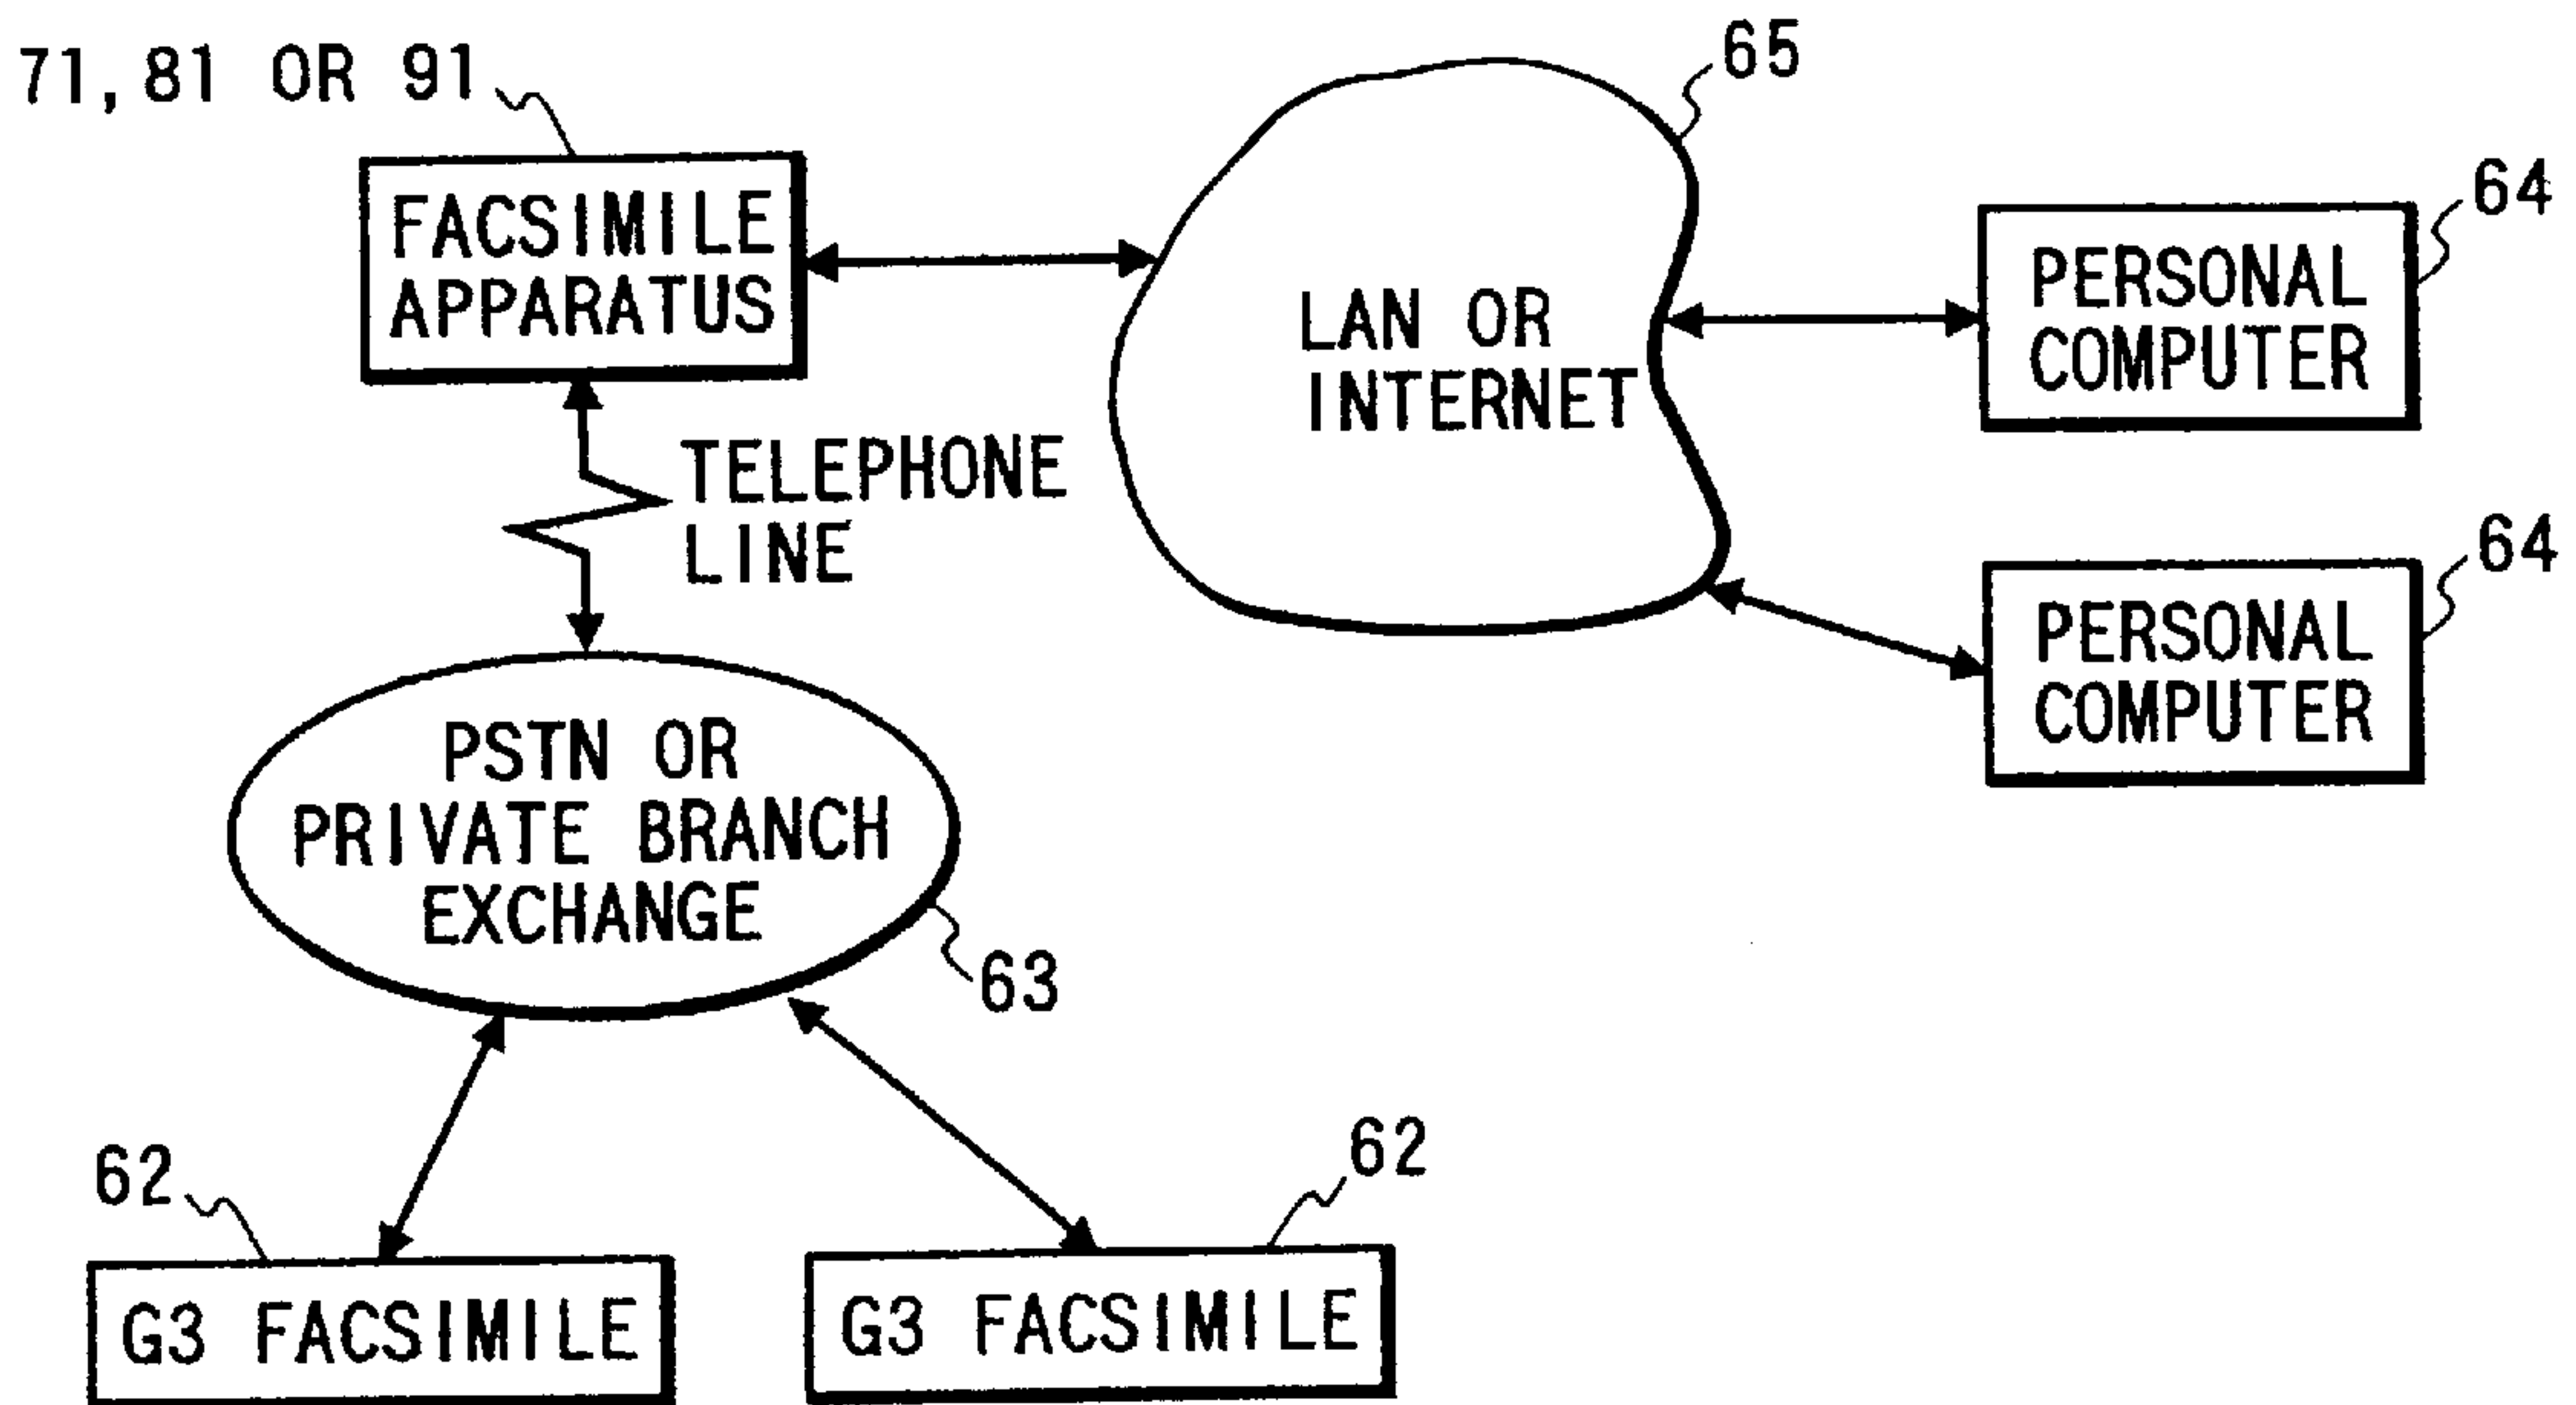 71, 81 OR 91
FACSIMILE
APPARATUS
65
LAN OR
INTERNET
64
PERSONAL
COMPUTER
64
PERSONAL
COMPUTER
TELEPHONE
LINE
PSTN OR
PRIVATE BRANCH
EXCHANGE
63
62
G3 FACSIMILE
62
G3 FACSIMILE